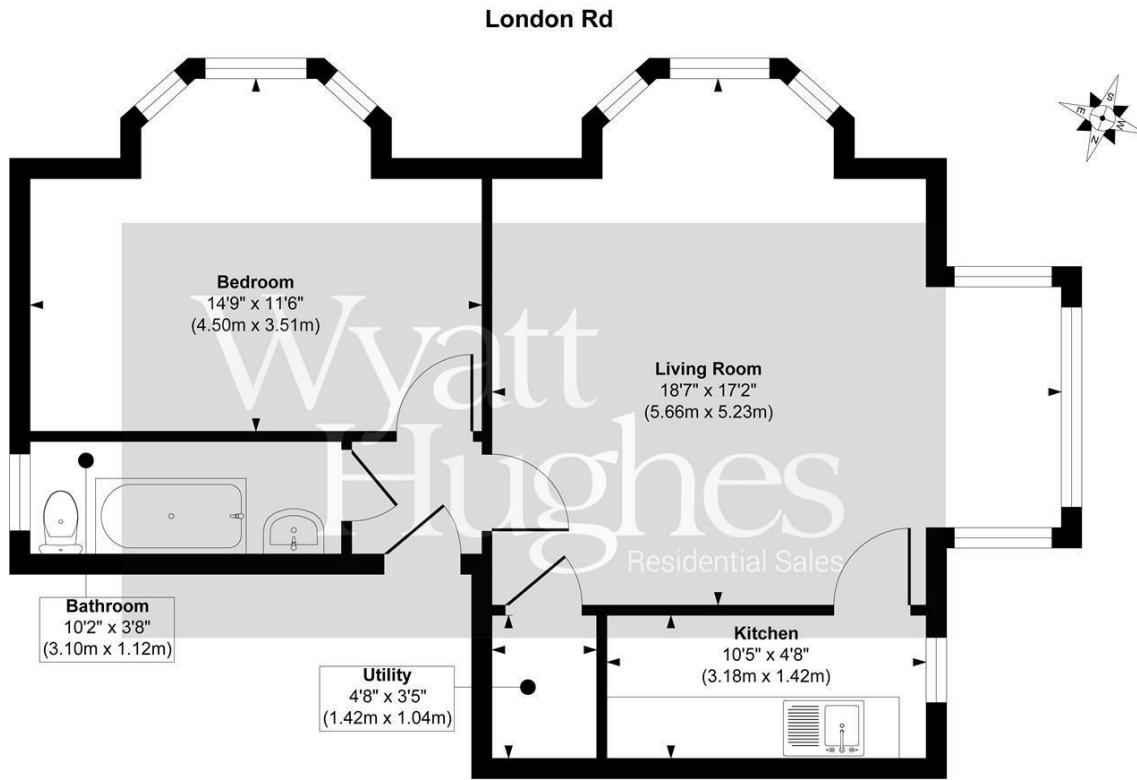 London Rd
S
E
W
N
Bedroom
14'9" x 11'6"
(4.50m x 3.51m)
Living Room
18'7" x 17'2"
(5.66m x 5.23m)
Wyatt
Hughes
Residential Sales
Bathroom
10'2" x 3'8"
(3.10m x 1.12m)
Utility
4'8" x 3'5"
(1.42m x 1.04m)
Kitchen
10'5" x 4'8"
(3.18m x 1.42m)